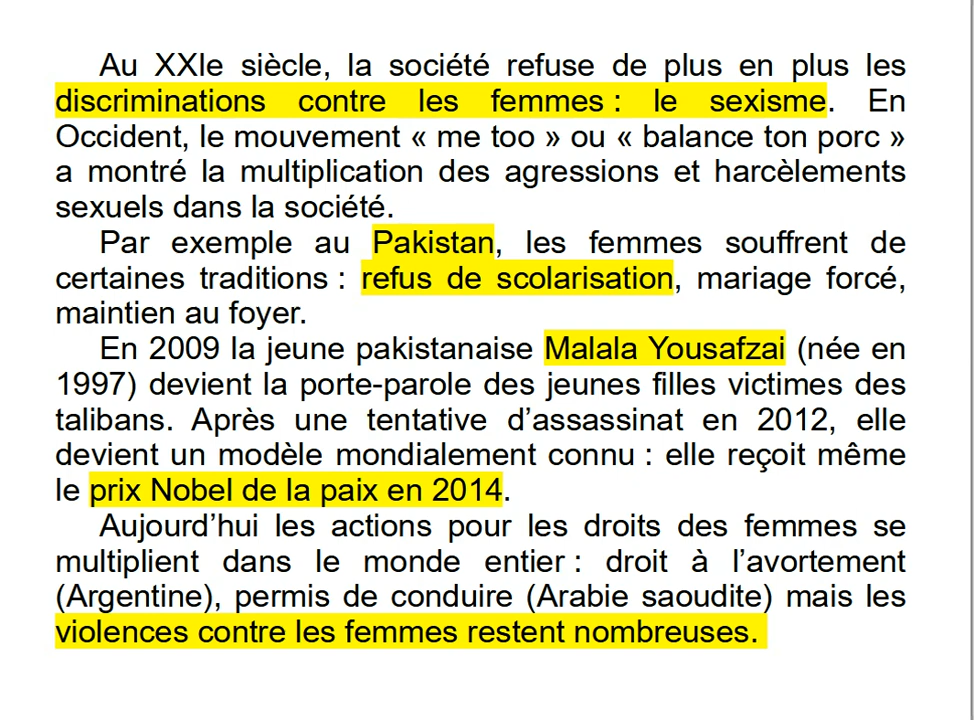 Au XXIe siècle, la société refuse de plus en plus les
discriminations contre les femmes : le sexisme. En
Occident, le mouvement « me too » ou « balance ton porc »
a montré la multiplication des agressions et harcèlements
sexuels dans la société.
Par exemple au Pakistan, les femmes souffrent de
certaines traditions : refus de scolarisation, mariage forcé,
maintien au foyer.
En 2009 la jeune pakistanaise Malala Yousafzai (née en
1997) devient la porte-parole des jeunes filles victimes des
talibans. Après une tentative d’assassinat en 2012, elle
devient un modèle mondialement connu : elle reçoit même
le prix Nobel de la paix en 2014.
Aujourd’hui les actions pour les droits des femmes se
multiplient dans le monde entier : droit à l’avortement
(Argentine), permis de conduire (Arabie saoudite) mais les
violences contre les femmes restent nombreuses.